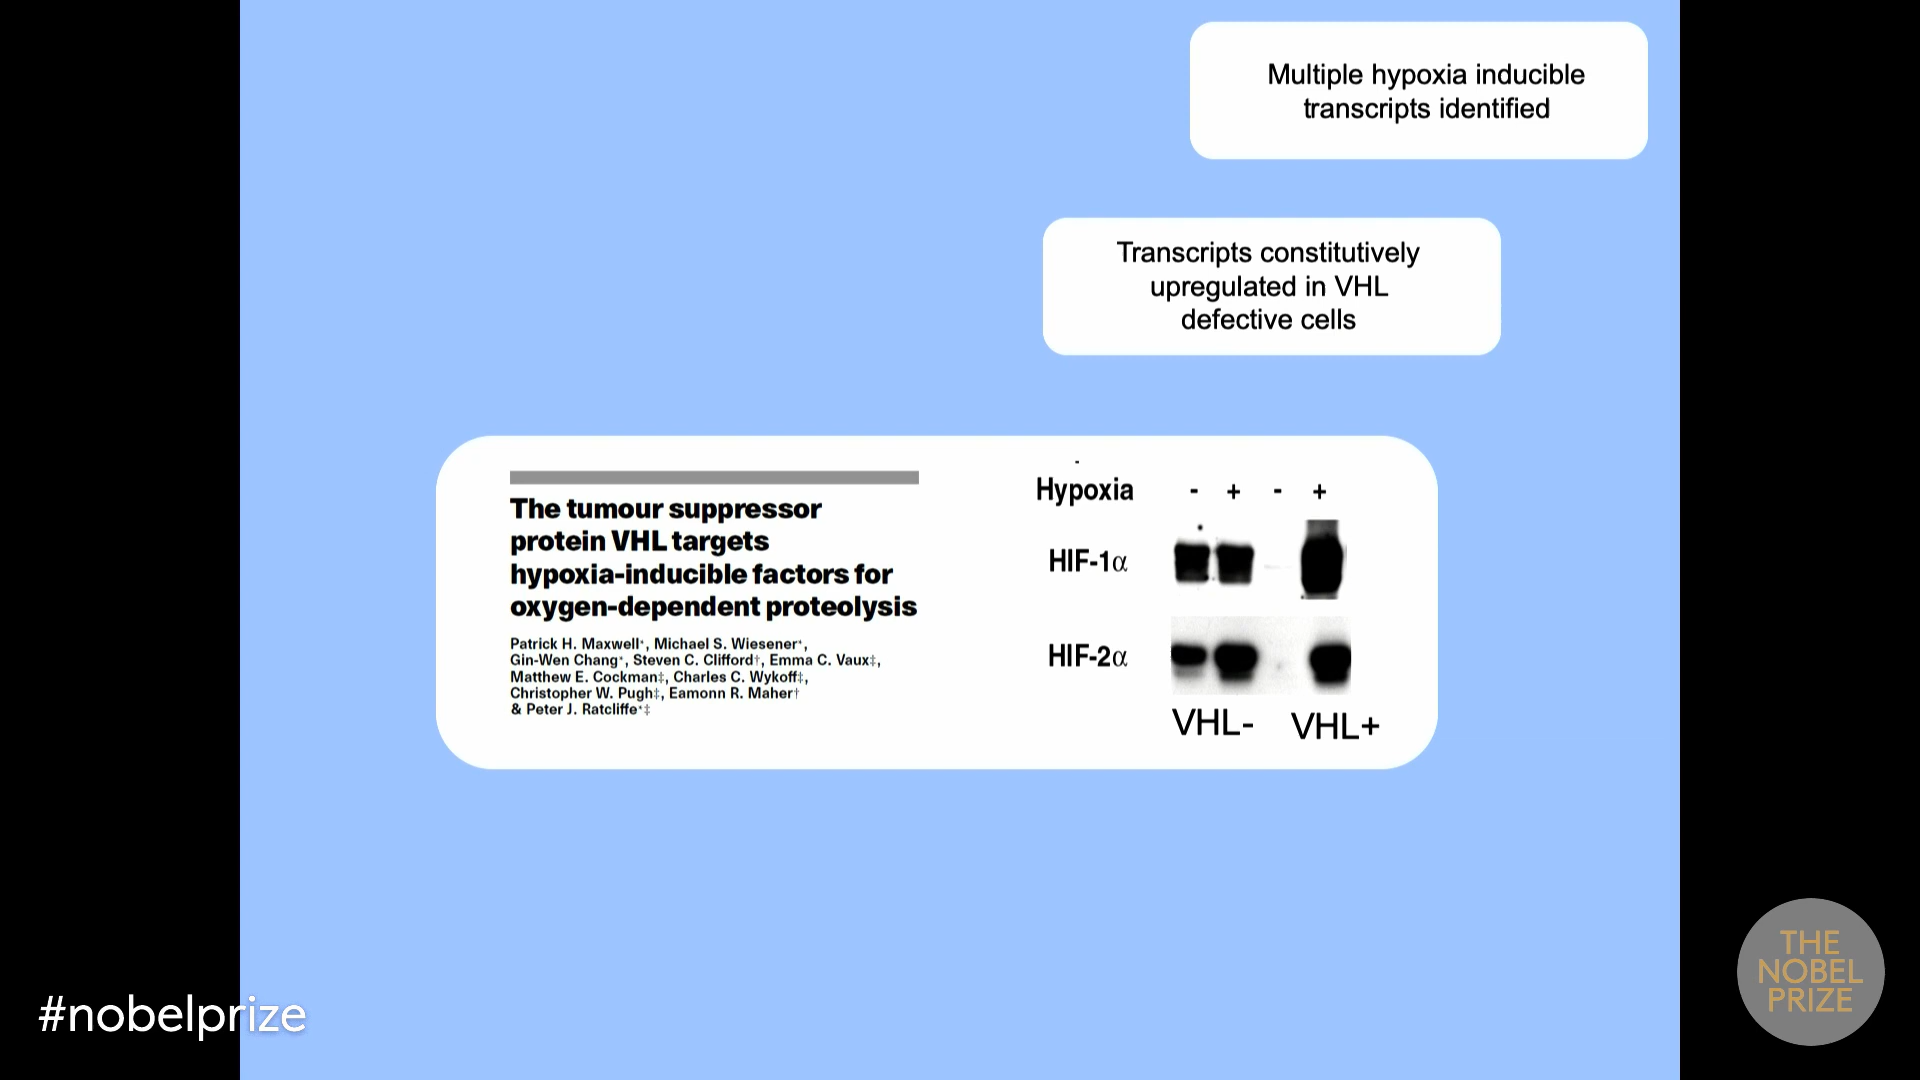 Multiple hypoxia inducible
transcripts identified
Transcripts constitutively
upregulated in VHL
defective cells
The tumour suppressor
protein VHL targets
hypoxia-inducible factors for
oxygen-dependent proteolysis
Patrick H. Maxwell*, Michael S. Wiesener*,
Gin-Wen Chang*, Steven C. Clifford†, Emma C. Vaux‡,
Matthew E. Cockman‡, Charles C. Wykoff‡,
Christopher W. Pugh‡, Eamonn R. Maher†
& Peter J. Ratcliffe*‡
Hypoxia - + - +
HIF-1α
HIF-2α
VHL- VHL+
#nobelprize
THE
NOBEL
PRIZE